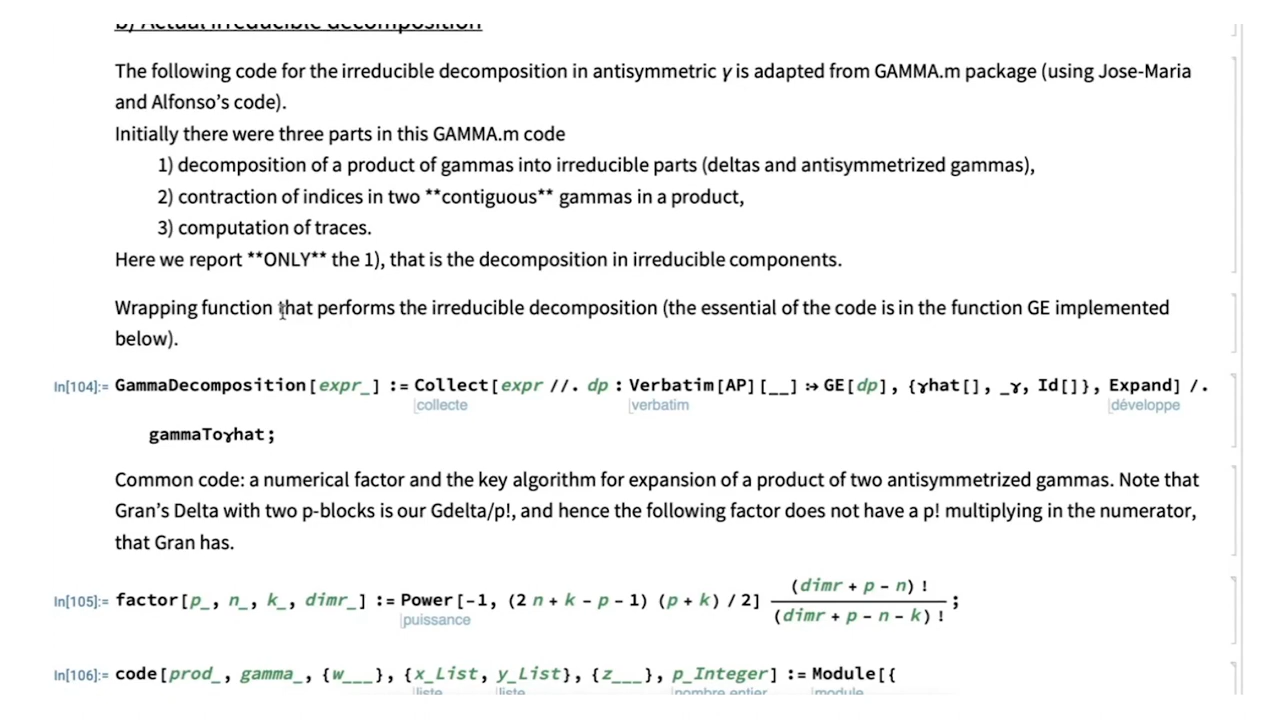 b) Actual irreducible decomposition
The following code for the irreducible decomposition in antisymmetric γ is adapted from GAMMA.m package (using Jose-Maria
and Alfonso's code).
Initially there were three parts in this GAMMA.m code
1) decomposition of a product of gammas into irreducible parts (deltas and antisymmetrized gammas),
2) contraction of indices in two **contiguous** gammas in a product,
3) computation of traces.
Here we report **ONLY** the 1), that is the decomposition in irreducible components.
Wrapping function that performs the irreducible decomposition (the essential of the code is in the function GE implemented
below).
In[104]:= GammaDecomposition[expr_] := Collect[expr //. dp : Verbatim[AP][__] :> GE[dp], {γhat[], _γ, Id[]}, Expand] /.
collecte verbatim développe
gammaToγhat;
Common code: a numerical factor and the key algorithm for expansion of a product of two antisymmetrized gammas. Note that
Gran's Delta with two p-blocks is our Gdelta/p!, and hence the following factor does not have a p! multiplying in the numerator,
that Gran has.
In[105]:= factor[p_, n_, k_, dimr_] := Power[-1, (2 n + k - p - 1) (p + k) / 2] (dimr + p - n) ! / (dimr + p - n - k) ! ;
puissance
In[106]:= code[prod_, gamma_, {w___}, {x_List, y_List}, {z___}, p_Integer] := Module[{
liste liste nombre entier module